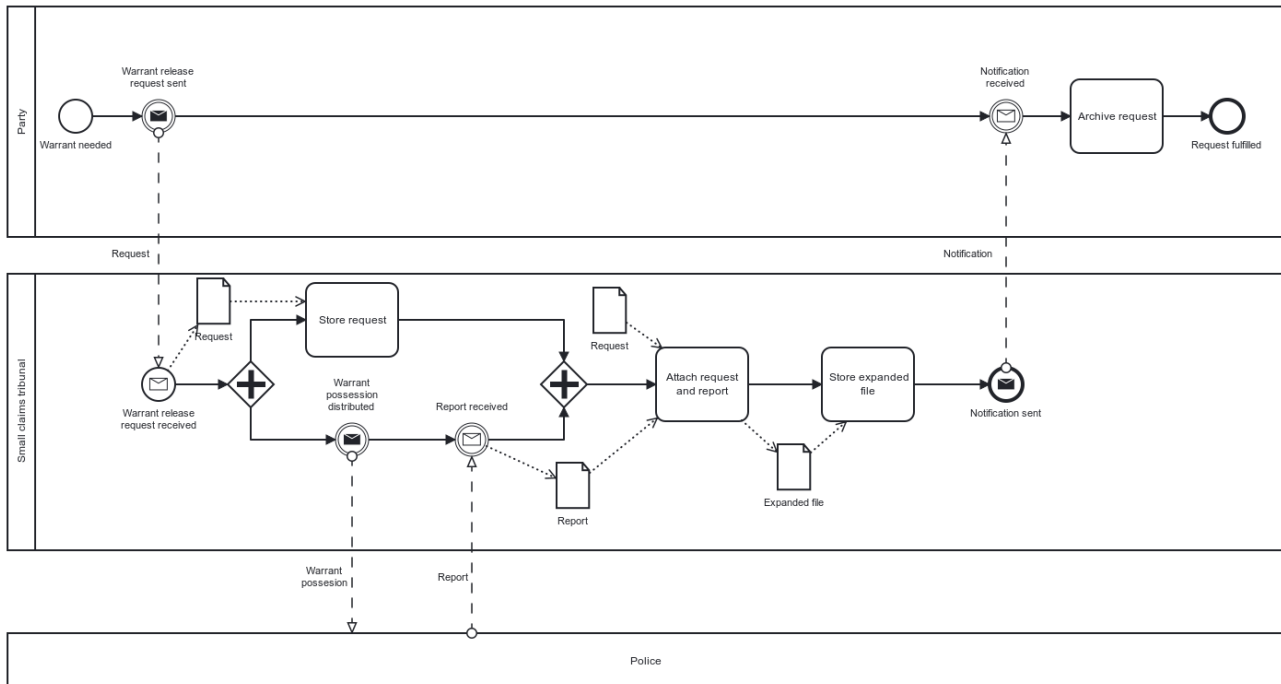 Party
Warrant release
request sent
Notification
received
Archive request
Warrant needed
Request fulfilled
Request
Notification
Small claims tribunal
Store request
Request
Request
Warrant
possession
distributed
Report received
Attach request
and report
Store expanded
file
Warrant release
request received
Notification sent
Expanded file
Report
Warrant
possesion
Report
Police